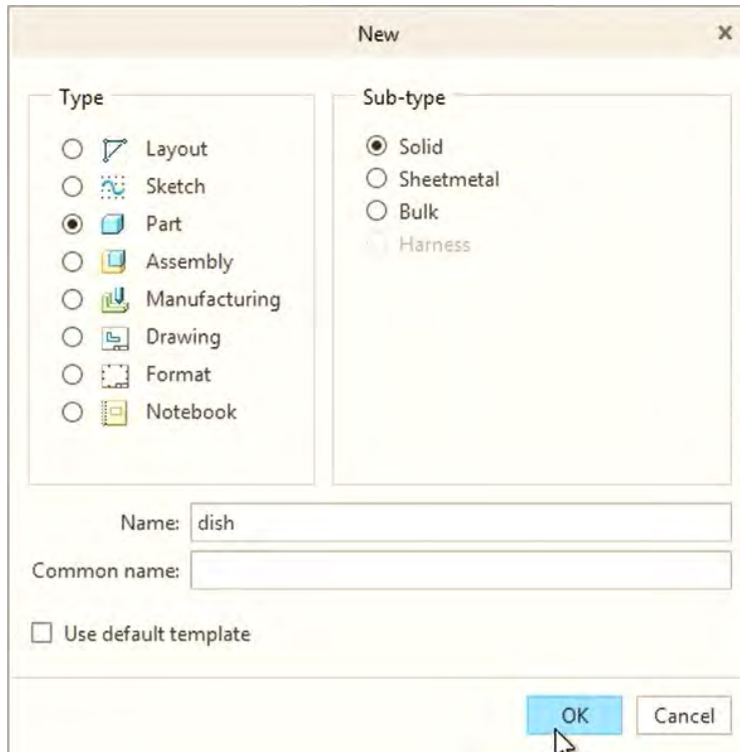 New
Type
Layout
Sketch
Part
Assembly
Manufacturing
Drawing
Format
Notebook
Sub-type
Solid
Sheetmetal
Bulk
Harness
Name: dish
Common name:
Use default template
OK Cancel